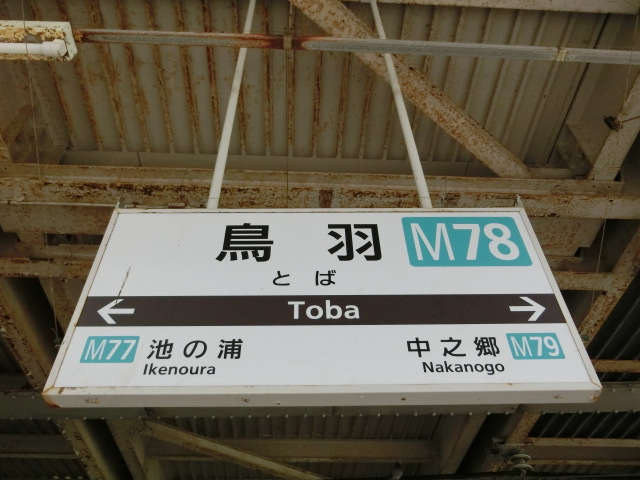 鳥羽 M78
とば
← Toba →
M77 池の浦 中之郷 M79
Ikenoura Nakanogo